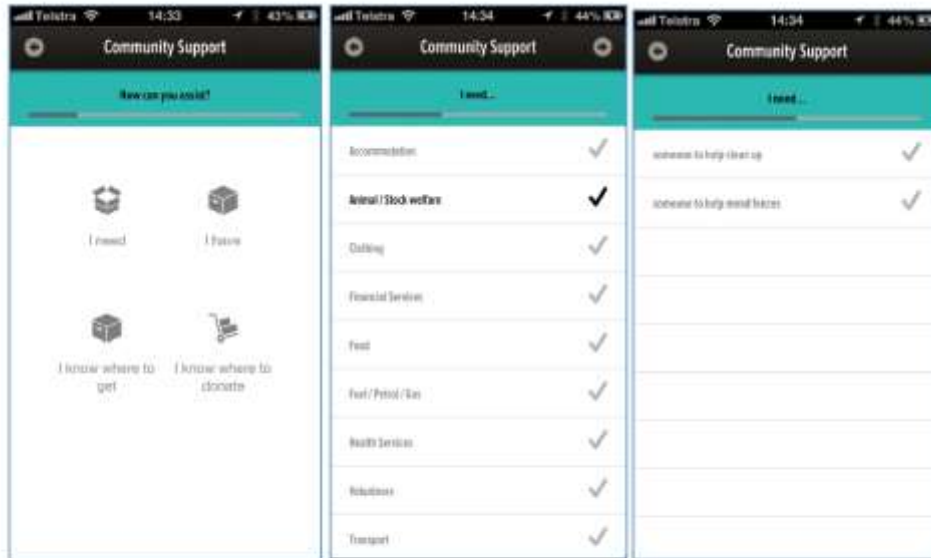 Telstra 14:33 43%
Community Support
How can you assist?
I need
I have
I know where to get
I know where to donate
Telstra 14:34 44%
Community Support
I need...
Accommodation
Animal / Stock welfare
Clothing
Financial Services
Food
Fuel / Petrol / Gas
Health Services
Volunteers
Transport
Telstra 14:34 44%
Community Support
I need...
someone to help clean up
someone to help mend fences